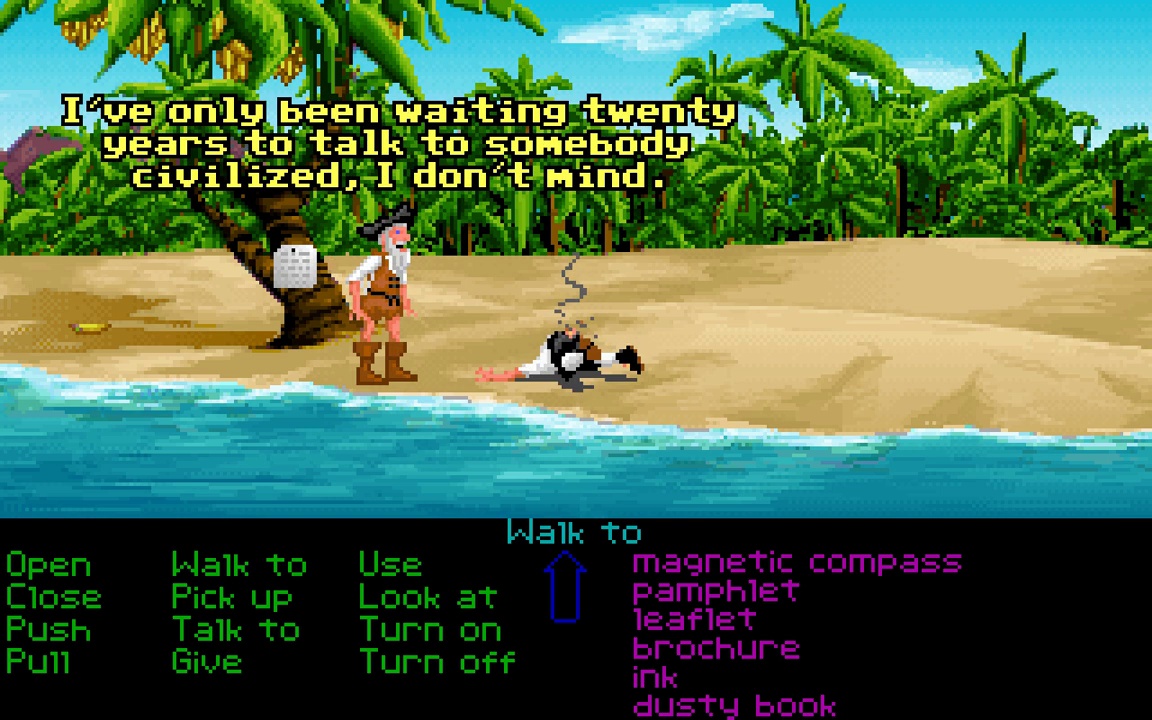 I've only been waiting twenty
years to talk to somebody
civilized, I don't mind.
Walk to
Open Walk to Use
Close Pick up Look at
Push Talk to Turn on
Pull Give Turn off
magnetic compass
pamphlet
leaflet
brochure
ink
dusty book